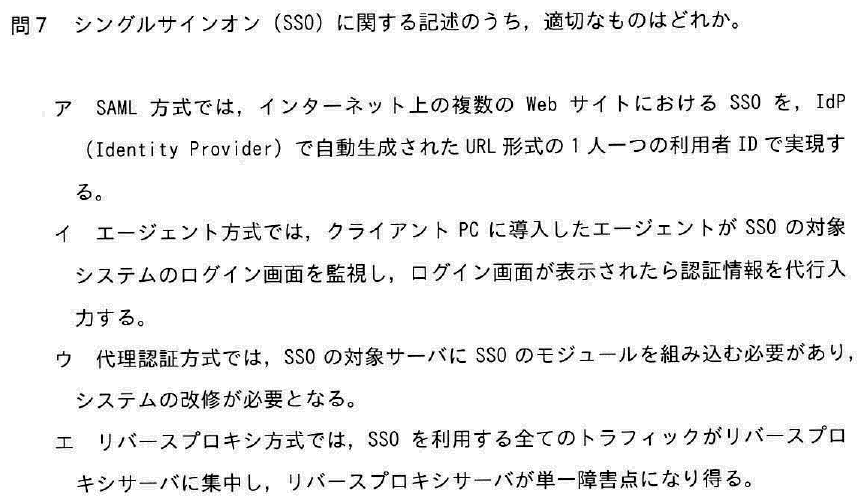 問7 シングルサインオン（SSO）に関する記述のうち，適切なものはどれか。
ア SAML 方式では，インターネット上の複数の Web サイトにおける SSO を，IdP
（Identity Provider）で自動生成された URL 形式の 1 人一つの利用者 ID で実現す
る。
イ エージェント方式では，クライアント PC に導入したエージェントが SSO の対象
システムのログイン画面を監視し，ログイン画面が表示されたら認証情報を代行入
力する。
ウ 代理認証方式では，SSO の対象サーバに SSO のモジュールを組み込む必要があり，
システムの改修が必要となる。
エ リバースプロキシ方式では，SSO を利用する全てのトラフィックがリバースプロ
キシサーバに集中し，リバースプロキシサーバが単一障害点になり得る。